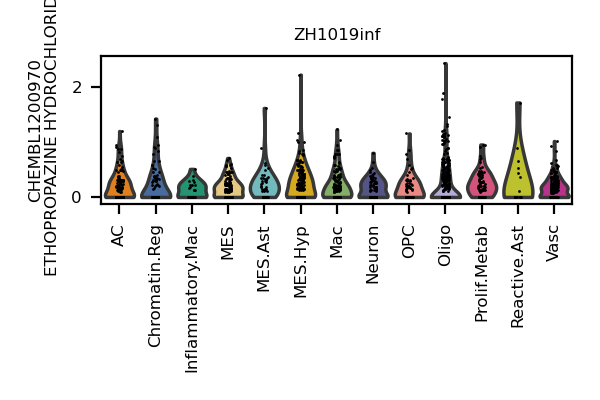 ZH1019inf
CHEMBL1200970
ETHOPROPAZINE HYDROCHLORID
2
0
AC
Chromatin.Reg
Inflammatory.Mac
MES
MES.Ast
MES.Hyp
Mac
Neuron
OPC
Oligo
Prolif.Metab
Reactive.Ast
Vasc